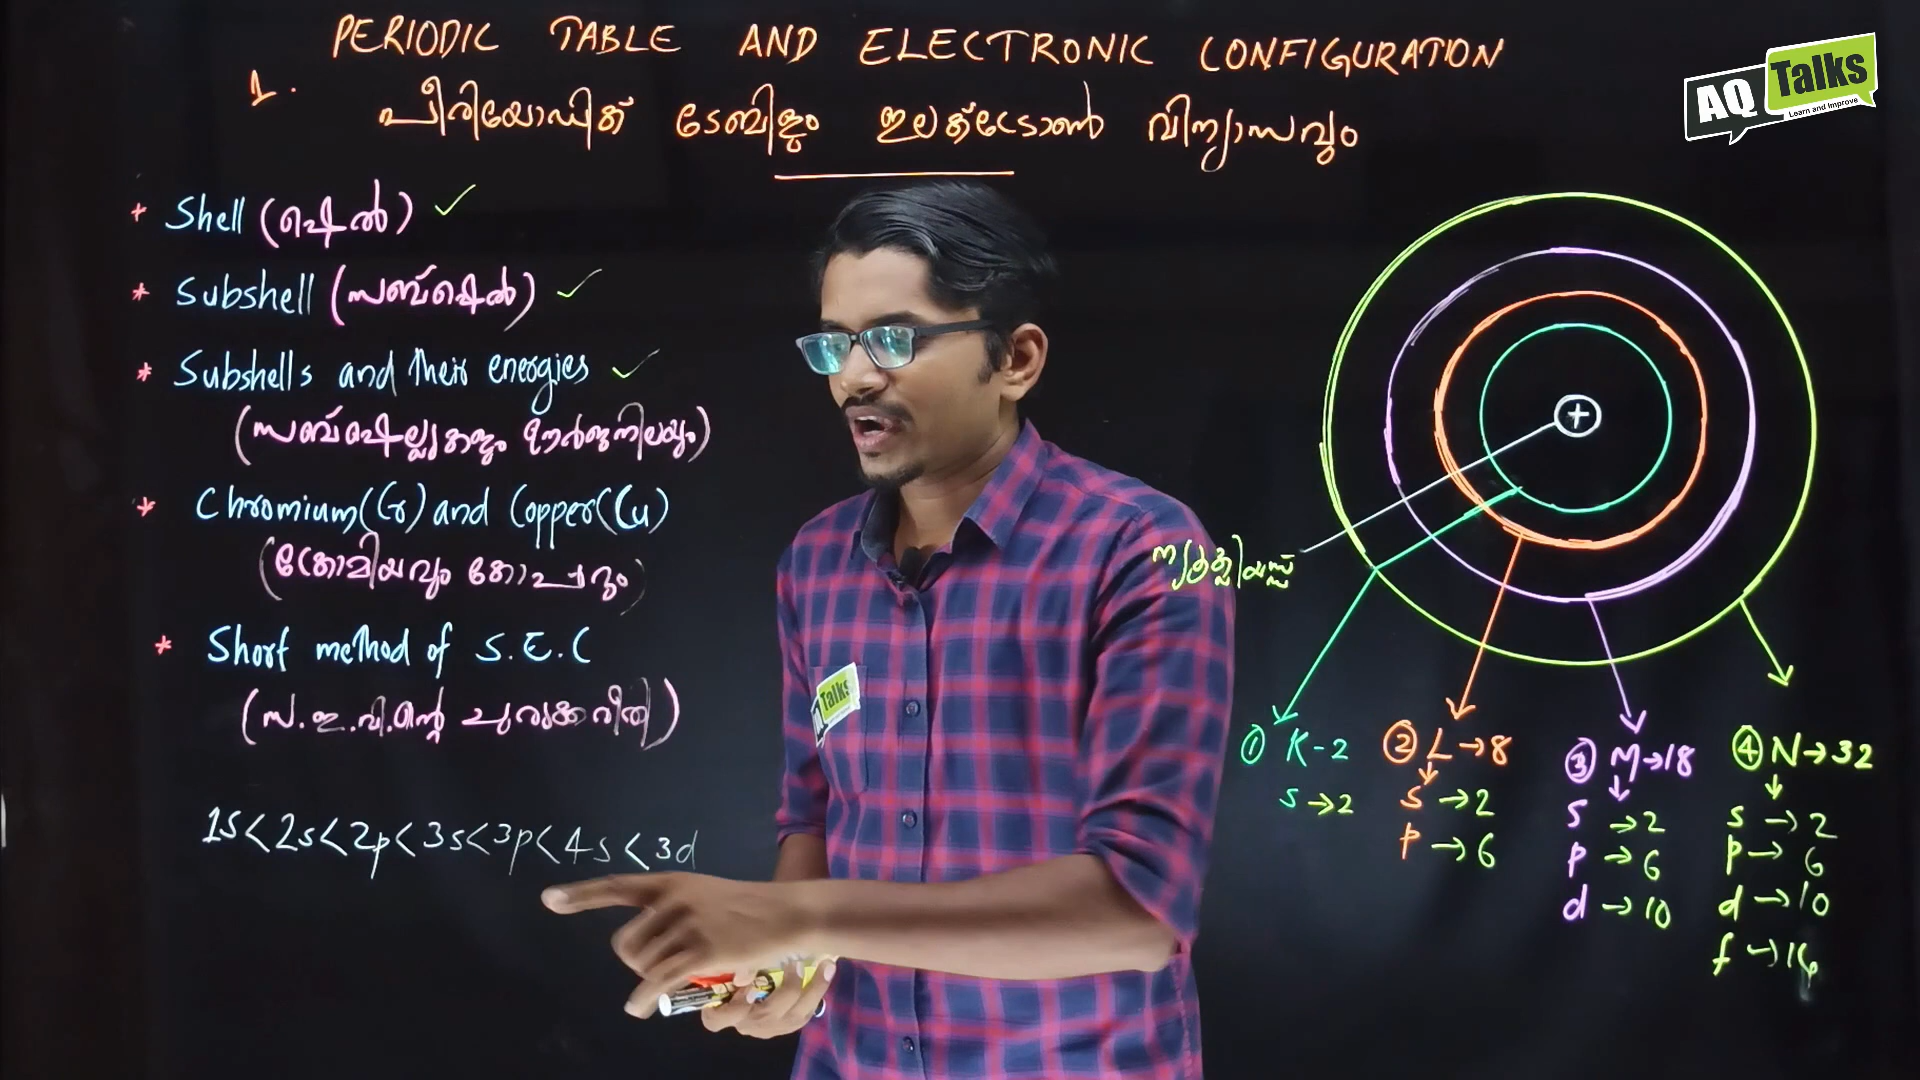 PERIODIC TABLE AND ELECTRONIC CONFIGURATION
1. പീരിയോഡിക് ടേബിളും ഇലക്ട്രോൺ വിന്യാസവും
AQ Talks
Learn and Improve
* Shell (ഷെൽ) ✓
* Subshell (സബ്ഷെൽ) ✓
* Subshells and their energies ✓
(സബ്ഷെല്ലുകളും ഊർജനിലയും)
* Chromium(Cr) and Copper(Cu)
(ക്രോമിയവും കോപ്പറും)
* Short method of S.E.C
(സ.ഇ.വി.ന്റെ ചുരുക്ക രീതി)
1s<2s<2p<3s<3p<4s<3d
Talks
+
ന്യൂക്ലിയസ്സ്
① K-2
s→2
② L→8
s→2
p→6
③ M→18
s→2
p→6
d→10
④ N→32
s→2
p→6
d→10
f→14